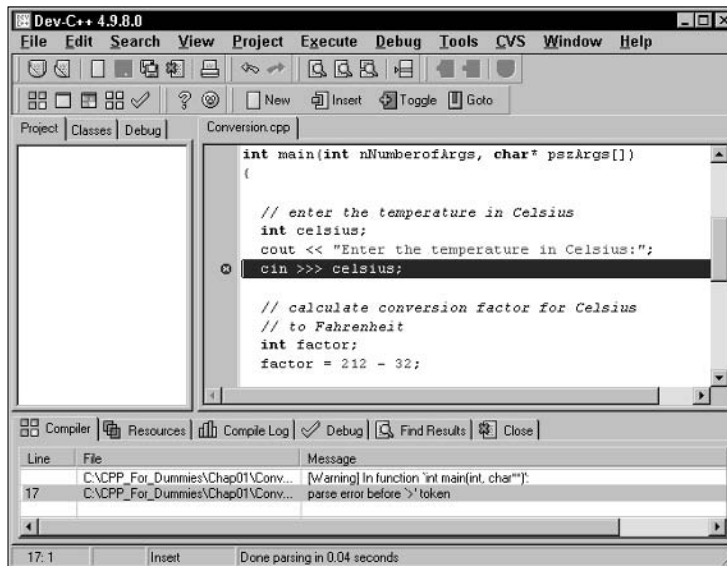 Dev-C++ 4.9.8.0
File Edit Search View Project Execute Debug Tools CVS Window Help
New Insert Toggle Goto
Project Classes Debug
Conversion.cpp
int main(int nNumberofArgs, char* pszArgs[])
{
// enter the temperature in Celsius
int celsius;
cout << "Enter the temperature in Celsius:";
cin >>> celsius;
// calculate conversion factor for Celsius
// to Fahrenheit
int factor;
factor = 212 - 32;
Compiler Resources Compile Log Debug Find Results Close
Line File Message
C:\CPP_For_Dummies\Chap01\Conv... [Warning] In function `int main(int, char**)':
17 C:\CPP_For_Dummies\Chap01\Conv... parse error before `>' token
17: 1 Insert Done parsing in 0.04 seconds